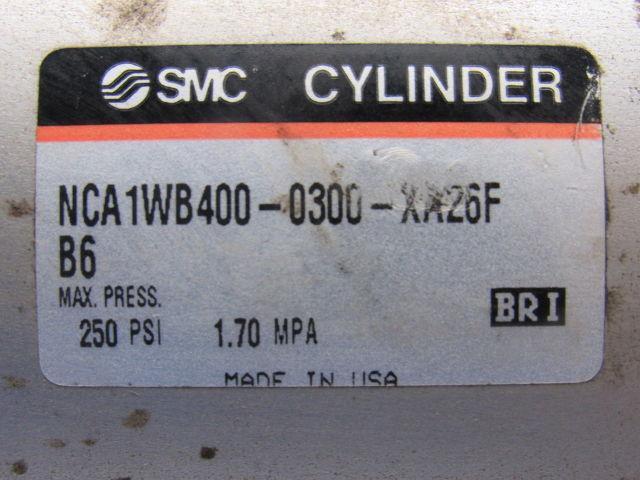 SMC CYLINDER
NCA1WB400-0300-XA26F
B6
MAX. PRESS.
250 PSI 1.70 MPA
BRI
MADE IN USA